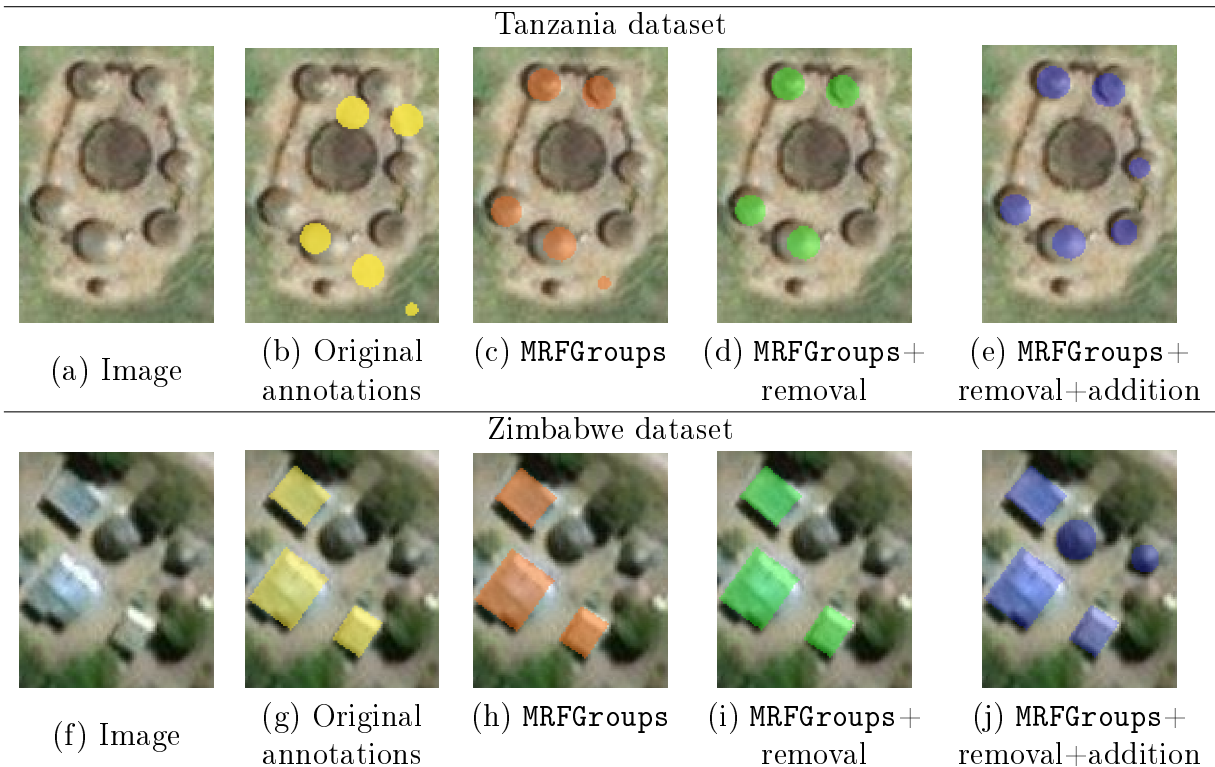 Tanzania dataset
(a) Image
(b) Original
annotations
(c) MRFGroups
(d) MRFGroups+
removal
(e) MRFGroups+
removal+addition
Zimbabwe dataset
(f) Image
(g) Original
annotations
(h) MRFGroups
(i) MRFGroups+
removal
(j) MRFGroups+
removal+addition